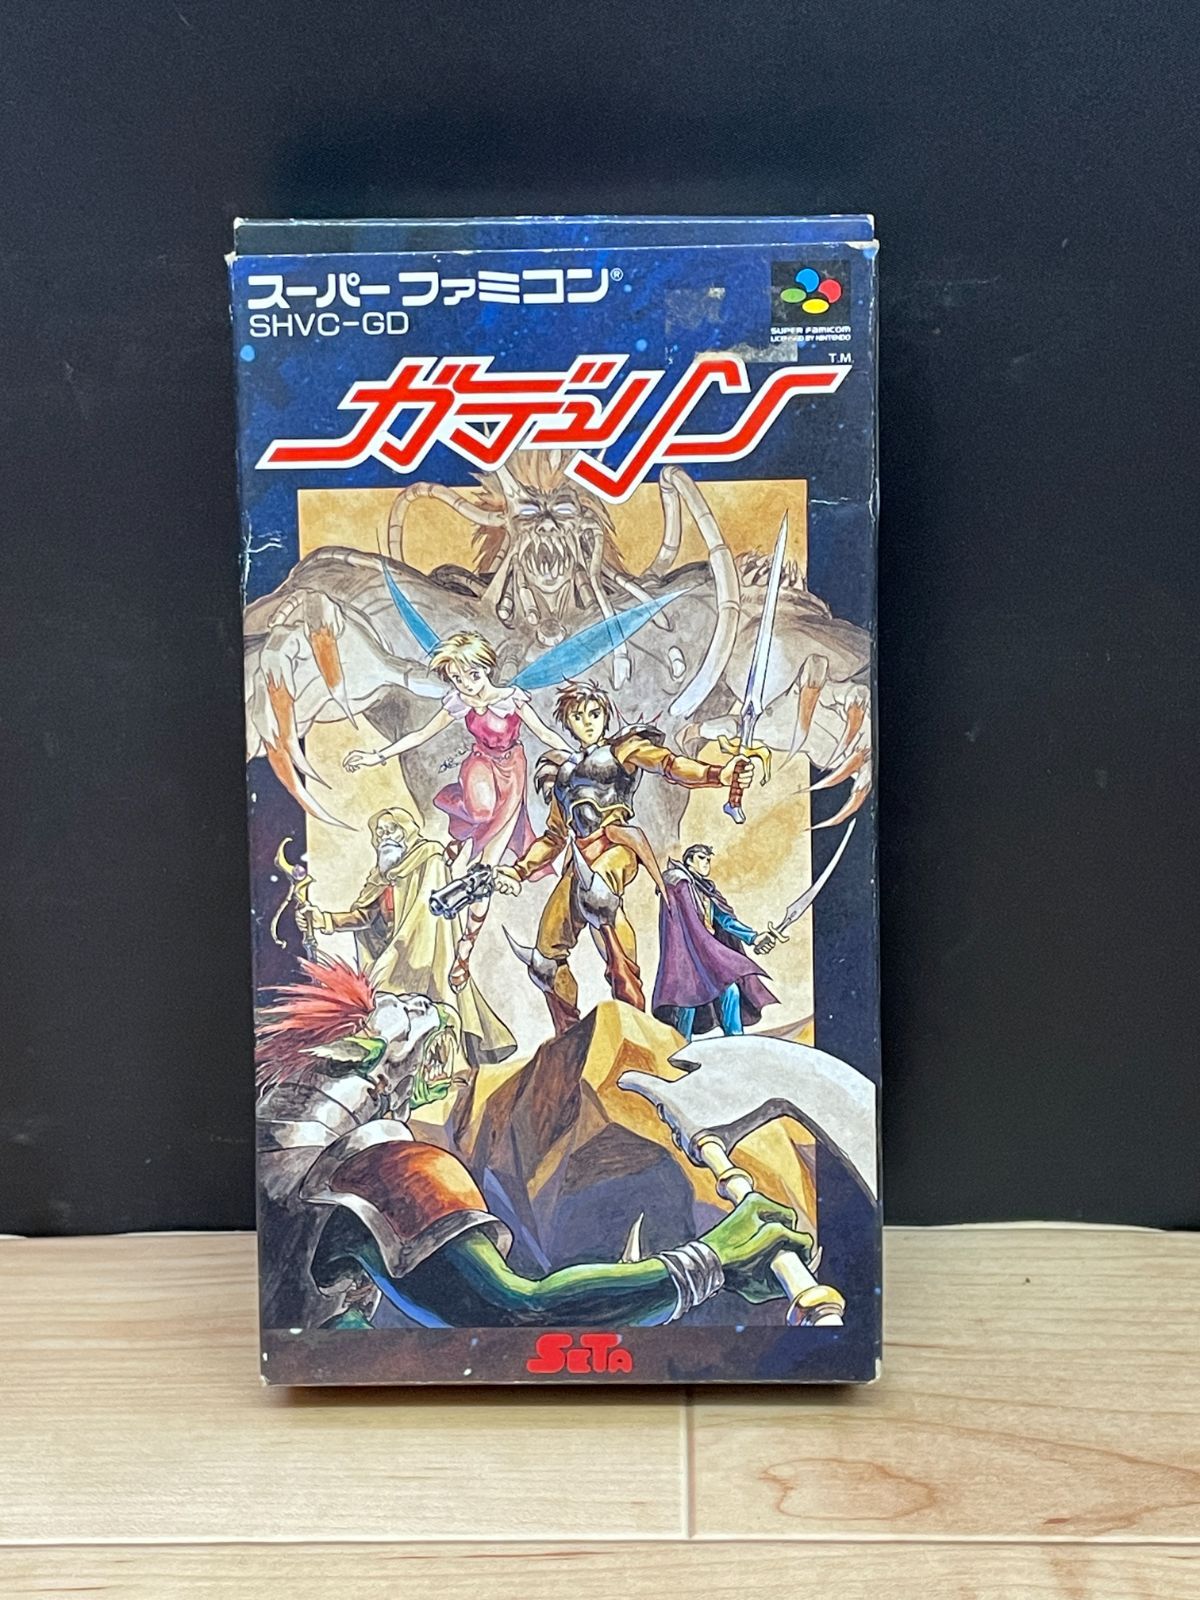 スーパーファミコン®
SHVC-GD
SUPER FAMICOM
LICENSED BY NINTENDO
T.M.
ガデュリン
SETA